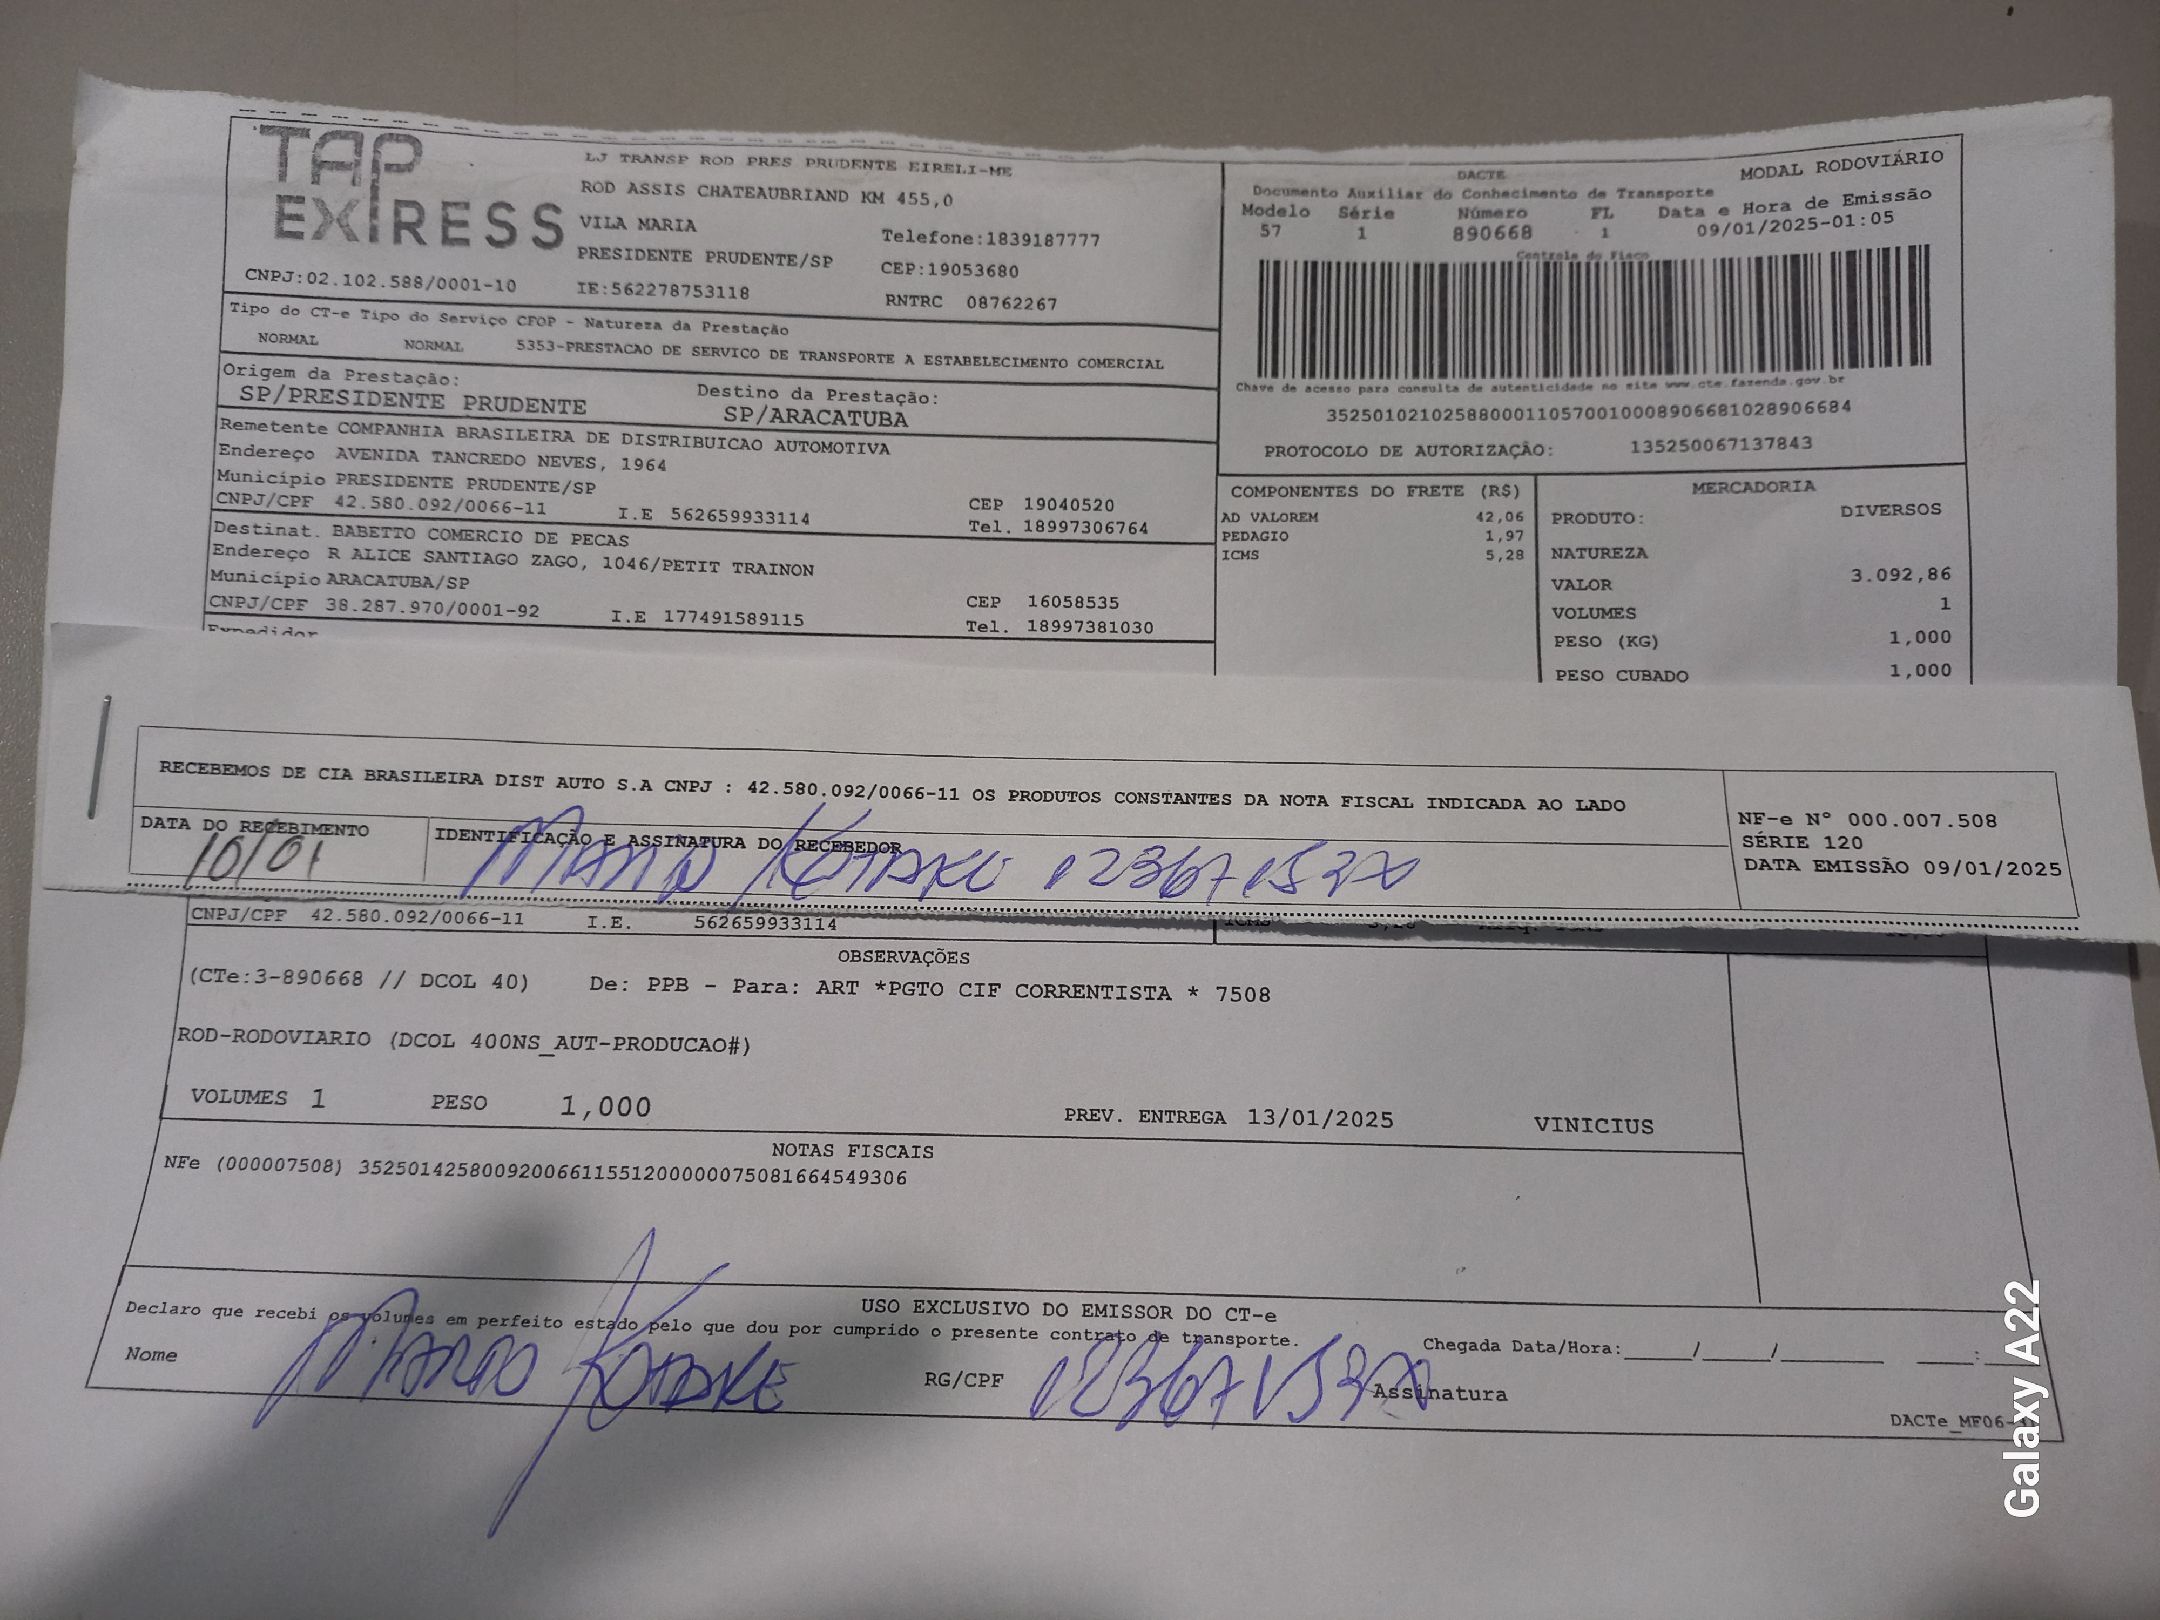 TAP EXPRESS
LJ TRANSP ROD PRES PRUDENTE EIRELI-ME
ROD ASSIS CHATEAUBRIAND KM 455,0
VILA MARIA
Telefone:1839187777
PRESIDENTE PRUDENTE/SP
CEP:19053680
CNPJ:02.102.588/0001-10 IE:562278753118 RNTRC 08762267
Tipo do CT-e Tipo do Serviço CFOP - Natureza da Prestação
NORMAL NORMAL 5353-PRESTACAO DE SERVICO DE TRANSPORTE A ESTABELECIMENTO COMERCIAL
Origem da Prestação: Destino da Prestação:
SP/PRESIDENTE PRUDENTE SP/ARACATUBA
Remetente COMPANHIA BRASILEIRA DE DISTRIBUICAO AUTOMOTIVA
Endereço AVENIDA TANCREDO NEVES, 1964
Município PRESIDENTE PRUDENTE/SP CEP 19040520
CNPJ/CPF 42.580.092/0066-11 I.E 562659933114 Tel. 18997306764
Destinat. BABETTO COMERCIO DE PECAS
Endereço R ALICE SANTIAGO ZAGO, 1046/PETIT TRAINON
Município ARACATUBA/SP CEP 16058535
CNPJ/CPF 38.287.970/0001-92 I.E 177491589115 Tel. 18997381030
Expedidor
DACTE MODAL RODOVIÁRIO
Documento Auxiliar do Conhecimento de Transporte
Modelo Série Número FL Data e Hora de Emissão
57 1 890668 1 09/01/2025-01:05
Controle do Fisco
Chave de acesso para consulta de autenticidade no site www.cte.fazenda.gov.br
35250102102588000110570010008906681028906684
PROTOCOLO DE AUTORIZAÇÃO: 135250067137843
COMPONENTES DO FRETE (R$)
AD VALOREM 42,06
PEDAGIO 1,97
ICMS 5,28
MERCADORIA
PRODUTO: DIVERSOS
NATUREZA
VALOR 3.092,86
VOLUMES 1
PESO (KG) 1,000
PESO CUBADO 1,000
RECEBEMOS DE CIA BRASILEIRA DIST AUTO S.A CNPJ : 42.580.092/0066-11 OS PRODUTOS CONSTANTES DA NOTA FISCAL INDICADA AO LADO
DATA DO RECEBIMENTO IDENTIFICAÇÃO E ASSINATURA DO RECEBEDOR
10/01
NF-e N° 000.007.508
SÉRIE 120
DATA EMISSÃO 09/01/2025
CNPJ/CPF 42.580.092/0066-11 I.E. 562659933114
OBSERVAÇÕES
(CTe:3-890668 // DCOL 40) De: PPB - Para: ART *PGTO CIF CORRENTISTA * 7508
ROD-RODOVIARIO (DCOL 400NS_AUT-PRODUCAO#)
VOLUMES 1 PESO 1,000 PREV. ENTREGA 13/01/2025 VINICIUS
NOTAS FISCAIS
NFe (000007508) 35250142580092006611551200000075081664549306
USO EXCLUSIVO DO EMISSOR DO CT-e
Declaro que recebi os volumes em perfeito estado pelo que dou por cumprido o presente contrato de transporte.
Chegada Data/Hora:_____/_____/_______ ____:
Nome RG/CPF Assinatura
DACTe_MF06
Galaxy A22